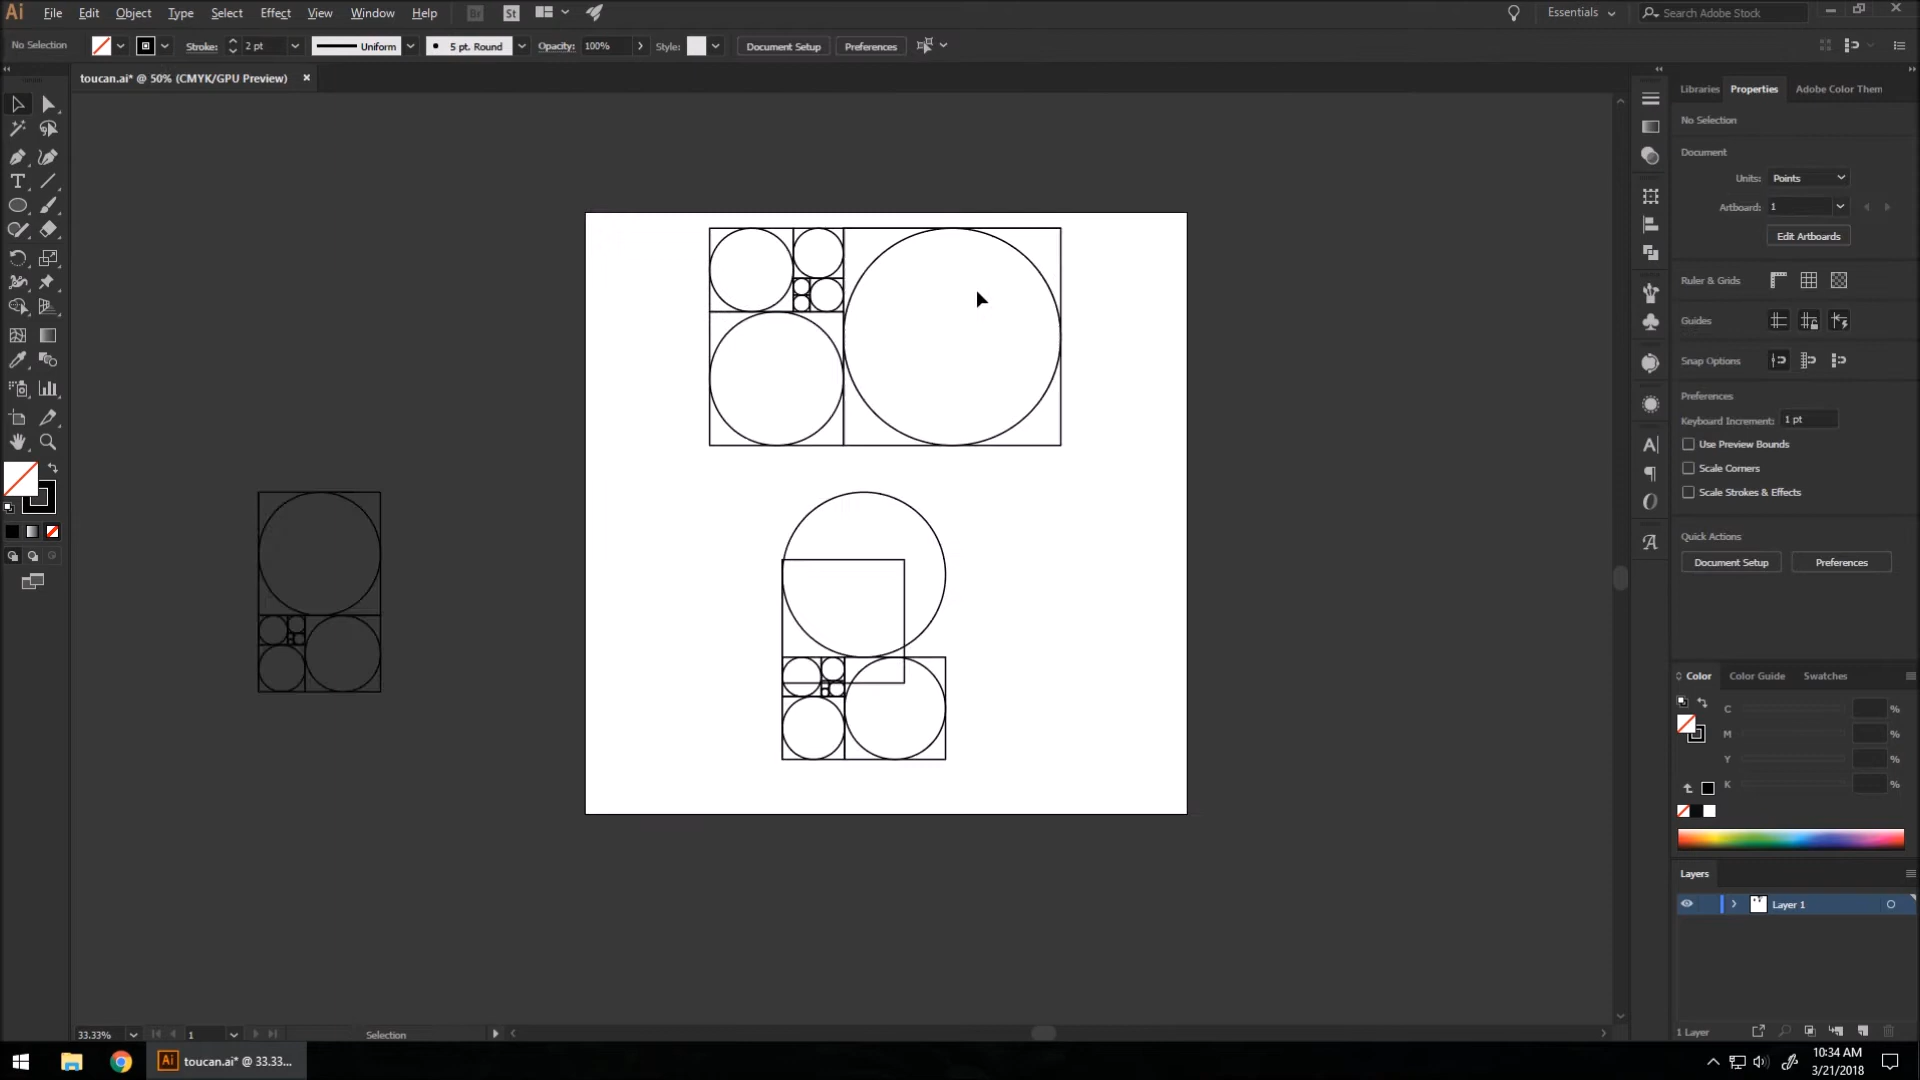 Ai File Edit Object Type Select Effect View Window Help Br St Essentials Search Adobe Stock
No Selection Stroke: 2 pt Uniform 5 pt. Round Opacity: 100% Style: Document Setup Preferences
toucan.ai* @ 50% (CMYK/GPU Preview) ×
Libraries Properties Adobe Color Them
No Selection
Document
Units: Points
Artboard: 1
Edit Artboards
Ruler & Grids
Guides
Snap Options
Preferences
Keyboard Increment: 1 pt
Use Preview Bounds
Scale Corners
Scale Strokes & Effects
Quick Actions
Document Setup Preferences
Color Color Guide Swatches
C %
M %
Y %
K %
Layers
Layer 1
1 Layer
33.33% 1 Selection
Ai toucan.ai* @ 33.33...
10:34 AM
3/21/2018